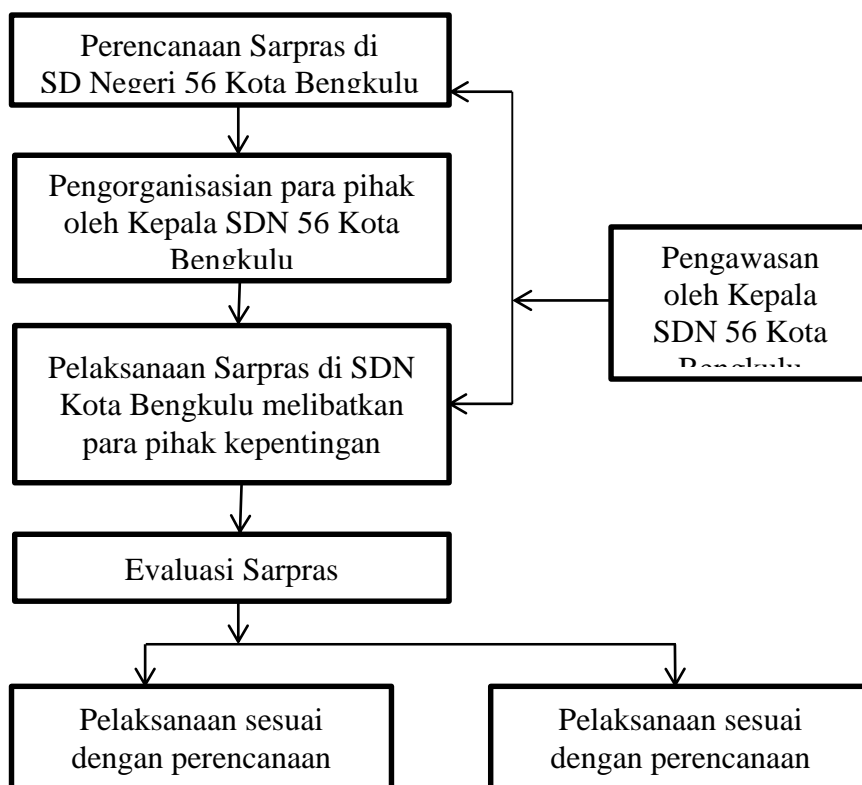 Perencanaan Sarpras di
SD Negeri 56 Kota Bengkulu
Pengorganisasian para pihak
oleh Kepala SDN 56 Kota
Bengkulu
Pengawasan
oleh Kepala
SDN 56 Kota
Bengkulu
Pelaksanaan Sarpras di SDN
Kota Bengkulu melibatkan
para pihak kepentingan
Evaluasi Sarpras
Pelaksanaan sesuai
dengan perencanaan
Pelaksanaan sesuai
dengan perencanaan